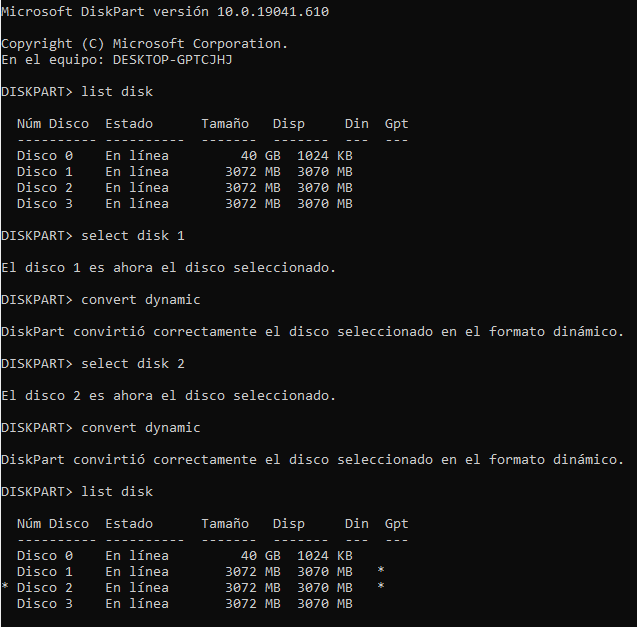 Microsoft DiskPart versión 10.0.19041.610
Copyright (C) Microsoft Corporation.
En el equipo: DESKTOP-GPTCJHJ
DISKPART> list disk
  Núm Disco  Estado      Tamaño   Disp     Din  Gpt
  ---------- ----------  -------  -------  ---  ---
  Disco 0    En línea         40 GB  1024 KB
  Disco 1    En línea       3072 MB  3070 MB
  Disco 2    En línea       3072 MB  3070 MB
  Disco 3    En línea       3072 MB  3070 MB
DISKPART> select disk 1
El disco 1 es ahora el disco seleccionado.
DISKPART> convert dynamic
DiskPart convirtió correctamente el disco seleccionado en el formato dinámico.
DISKPART> select disk 2
El disco 2 es ahora el disco seleccionado.
DISKPART> convert dynamic
DiskPart convirtió correctamente el disco seleccionado en el formato dinámico.
DISKPART> list disk
  Núm Disco  Estado      Tamaño   Disp     Din  Gpt
  ---------- ----------  -------  -------  ---  ---
  Disco 0    En línea         40 GB  1024 KB
  Disco 1    En línea       3072 MB  3070 MB   *
* Disco 2    En línea       3072 MB  3070 MB   *
  Disco 3    En línea       3072 MB  3070 MB